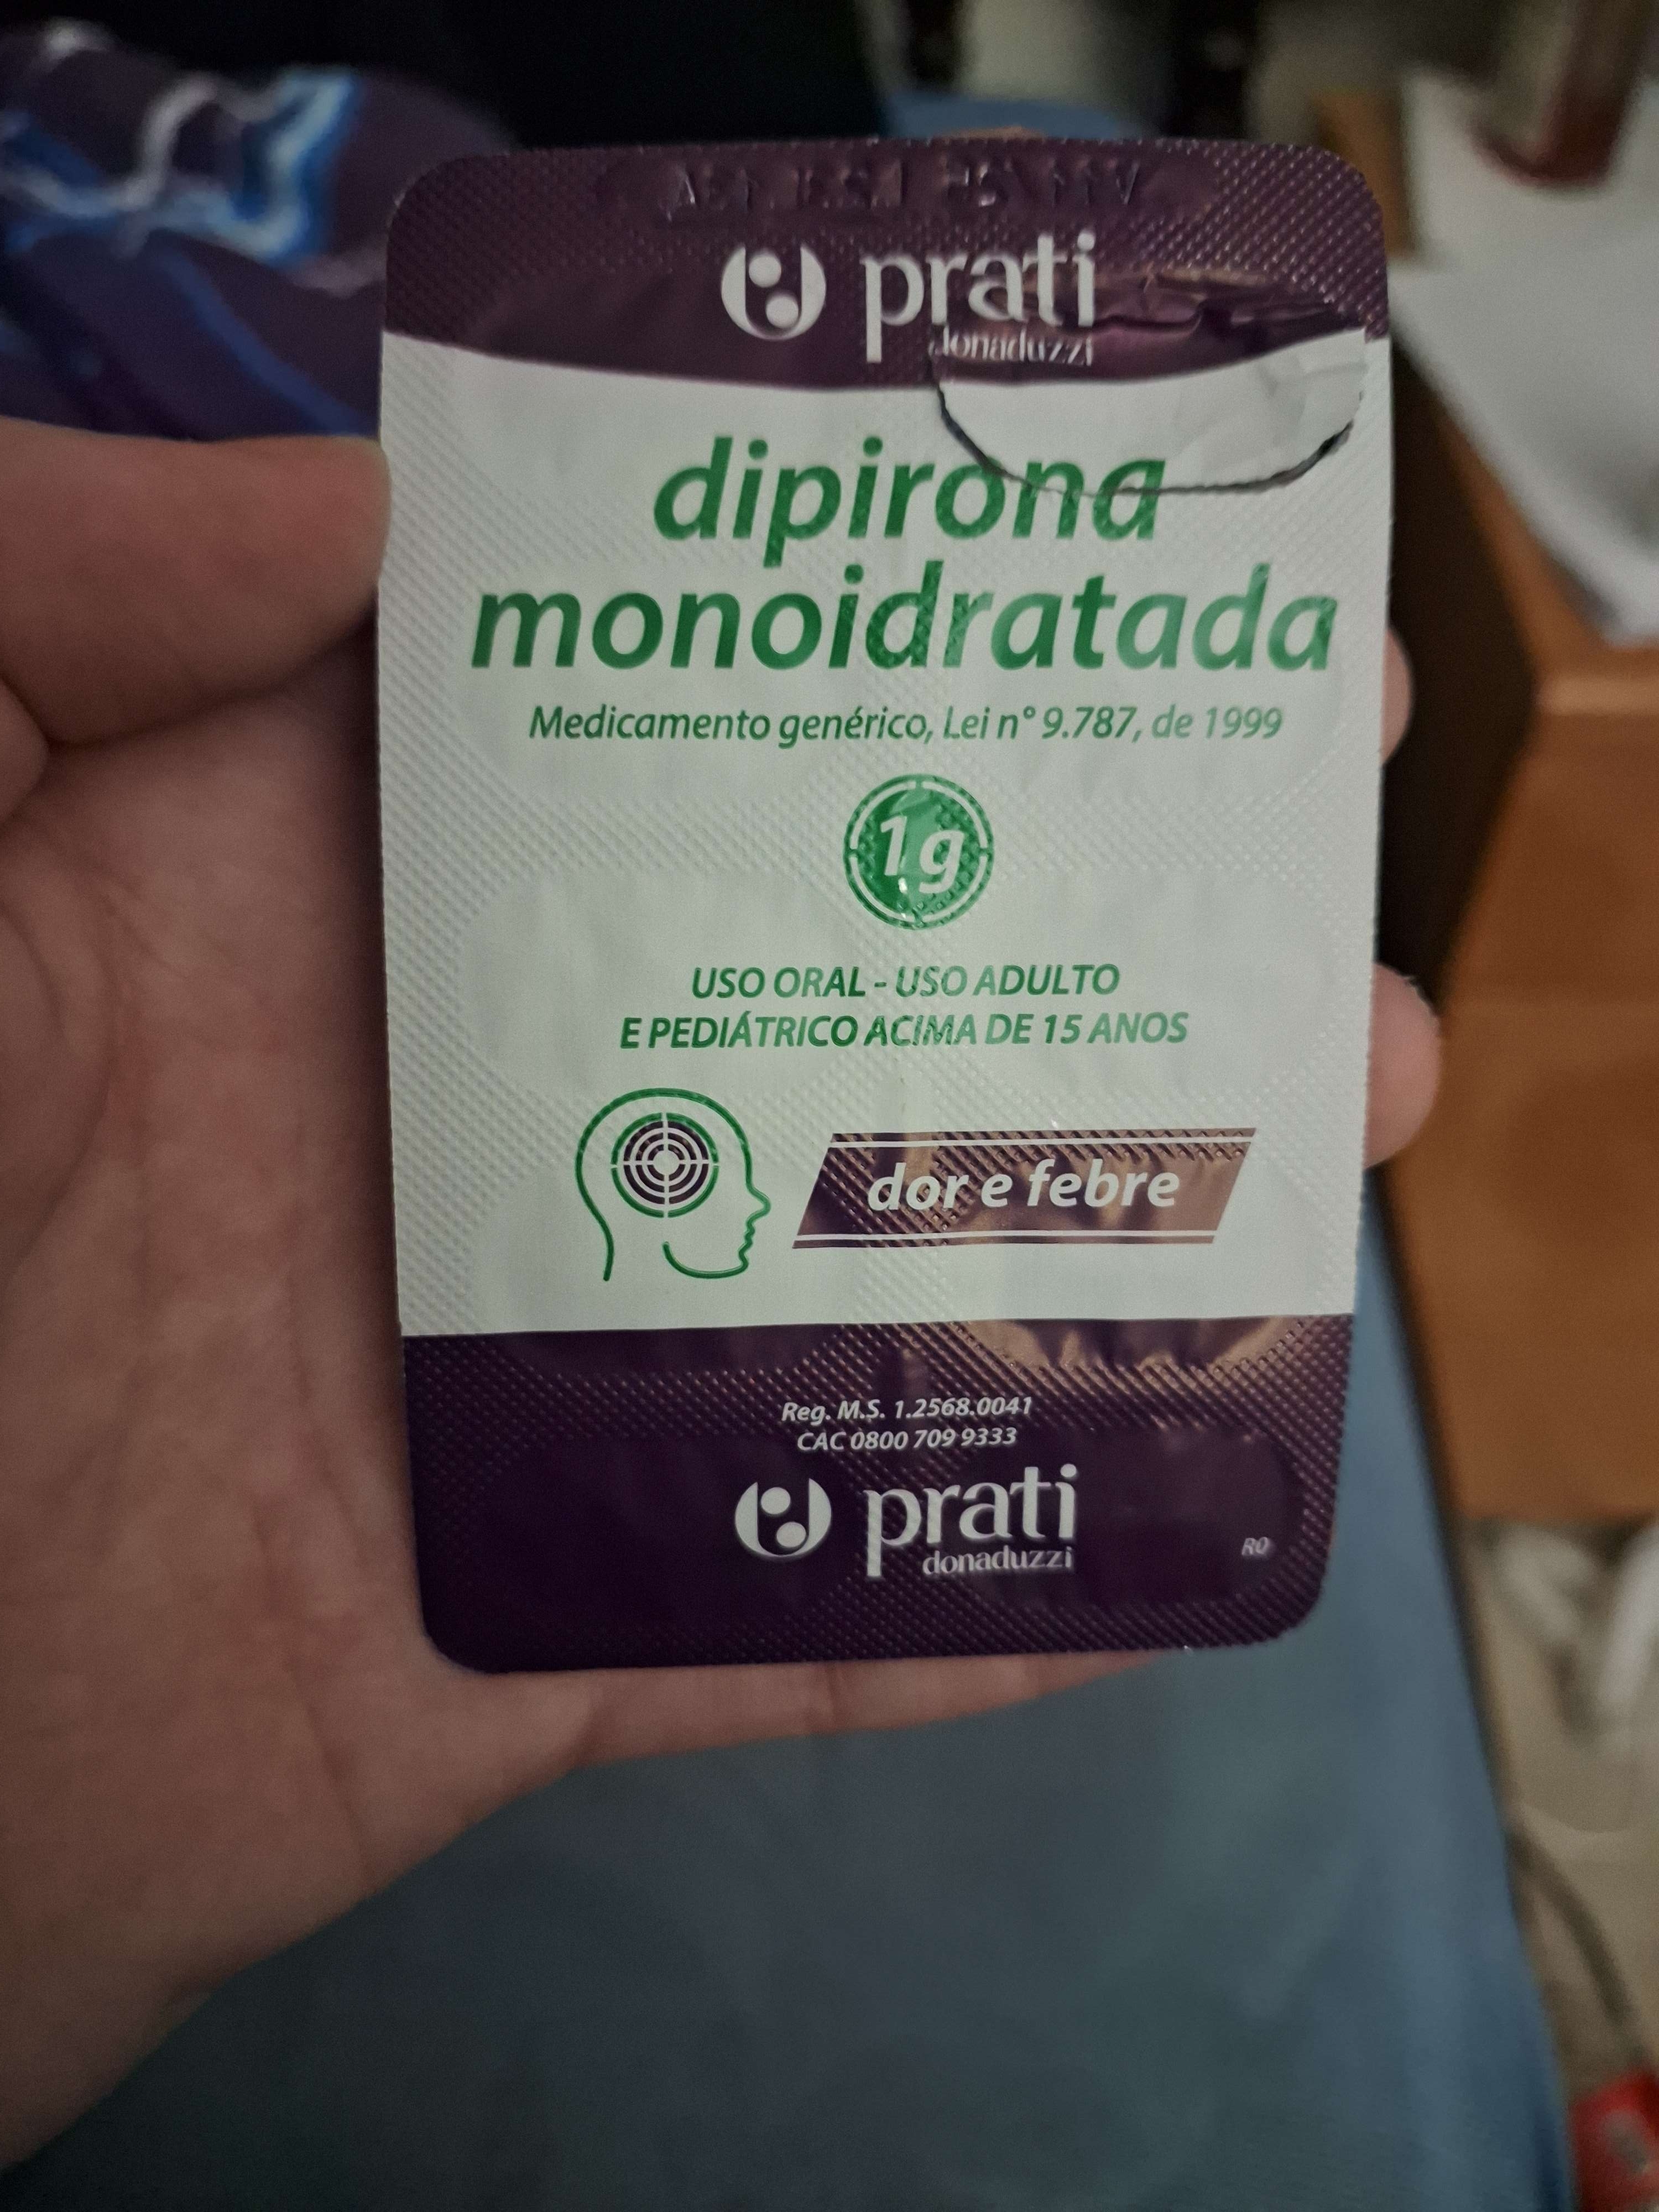 prati
donaduzzi
dipirona
monoidratada
Medicamento genérico, Lei n° 9.787, de 1999
1g
USO ORAL - USO ADULTO
E PEDIÁTRICO ACIMA DE 15 ANOS
dor e febre
Reg. M.S. 1.2568.0041
CAC 0800 709 9333
prati
donaduzzi
R0